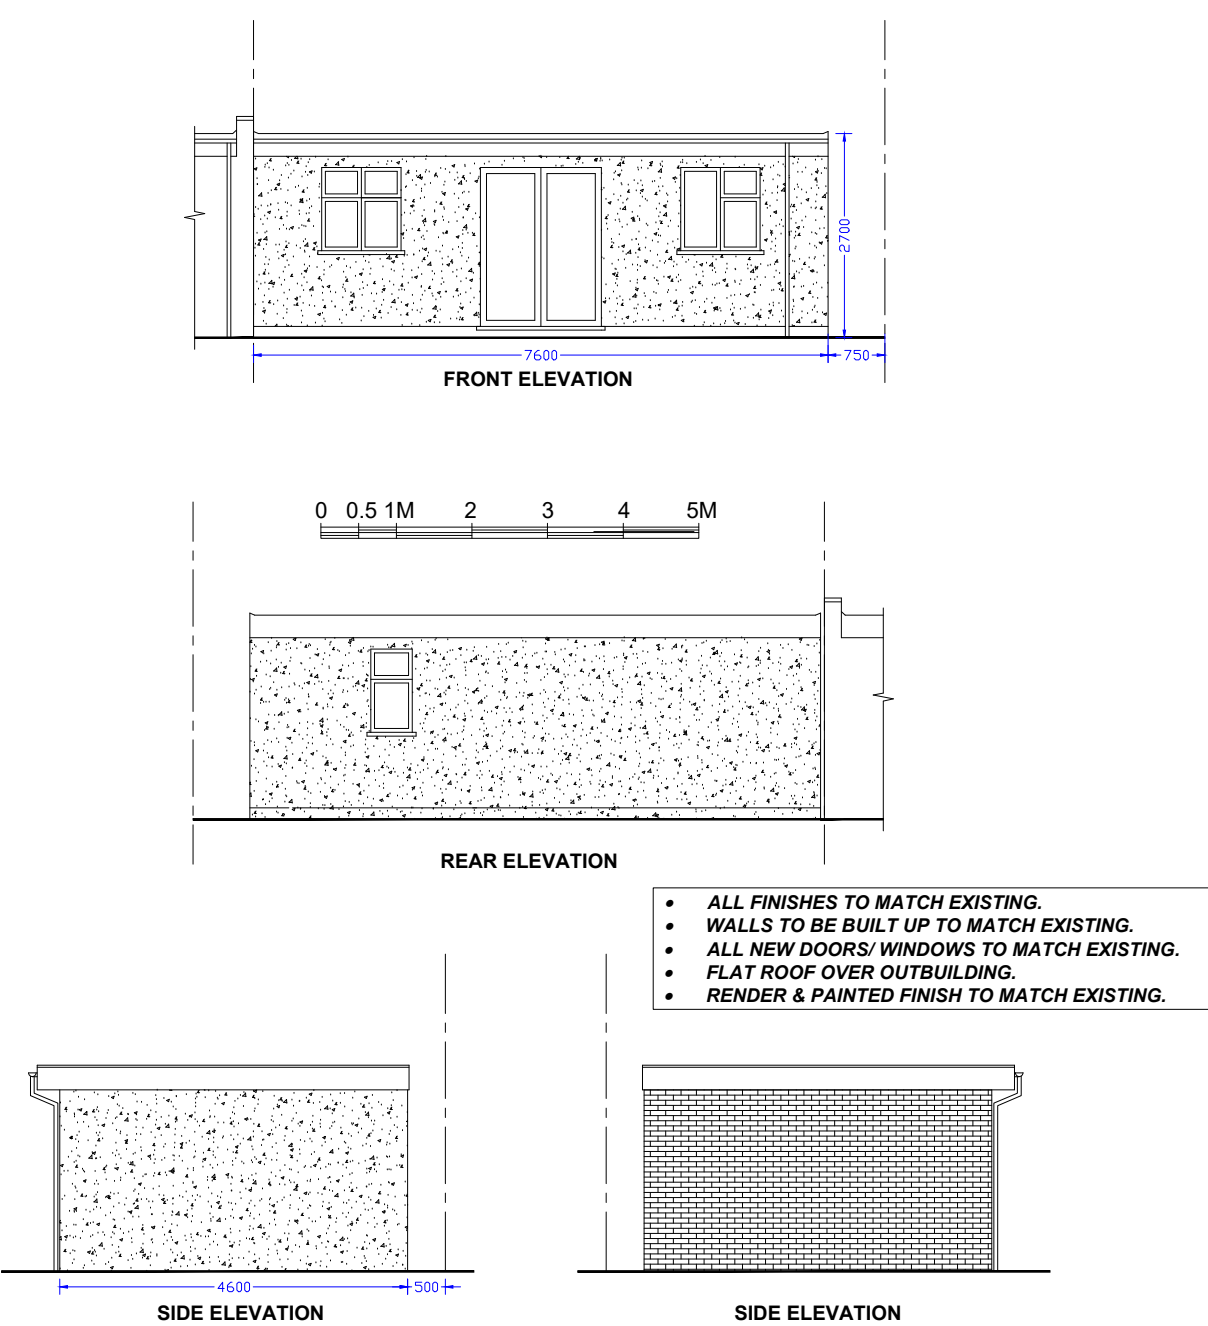 2700
7600
750
FRONT ELEVATION
0 0.5 1M 2 3 4 5M
REAR ELEVATION
• ALL FINISHES TO MATCH EXISTING.
• WALLS TO BE BUILT UP TO MATCH EXISTING.
• ALL NEW DOORS/ WINDOWS TO MATCH EXISTING.
• FLAT ROOF OVER OUTBUILDING.
• RENDER & PAINTED FINISH TO MATCH EXISTING.
4600
500
SIDE ELEVATION
SIDE ELEVATION